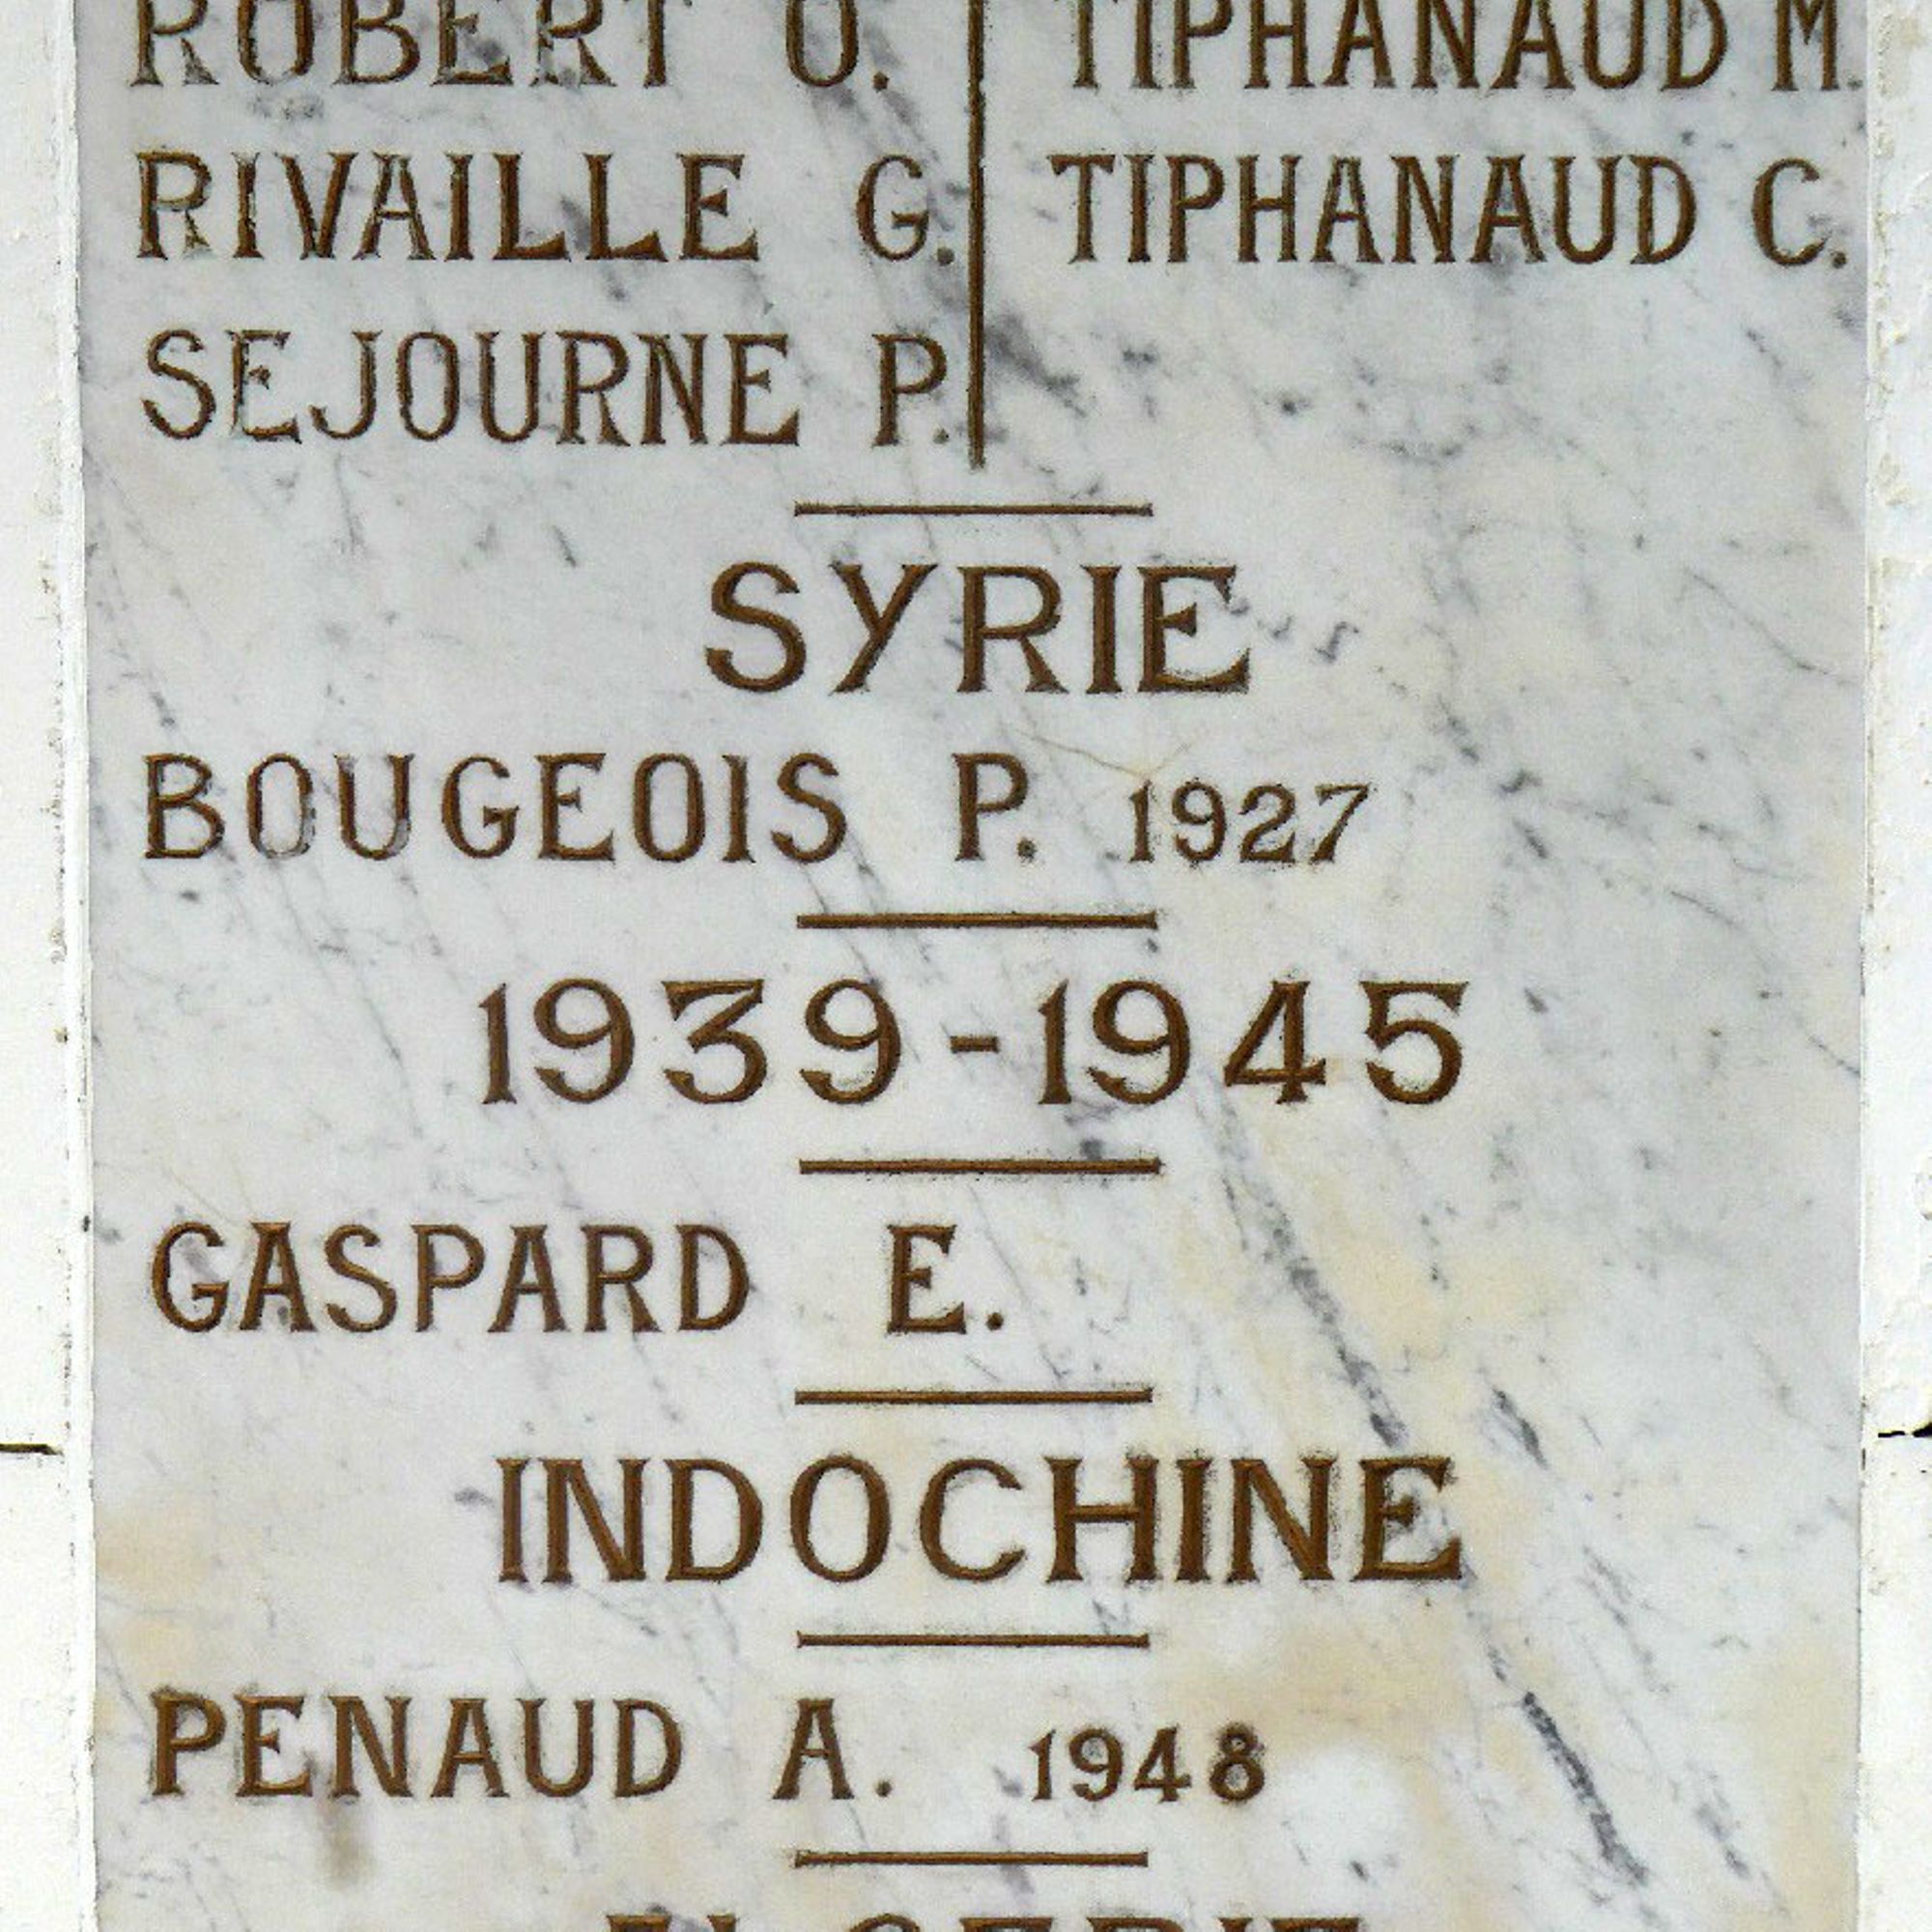 ROBERT O.
RIVAILLE G.
SEJOURNE P.
TIPHANAUD M.
TIPHANAUD C.
SYRIE
BOUGEOIS P. 1927
1939-1945
GASPARD E.
INDOCHINE
PENAUD A. 1948